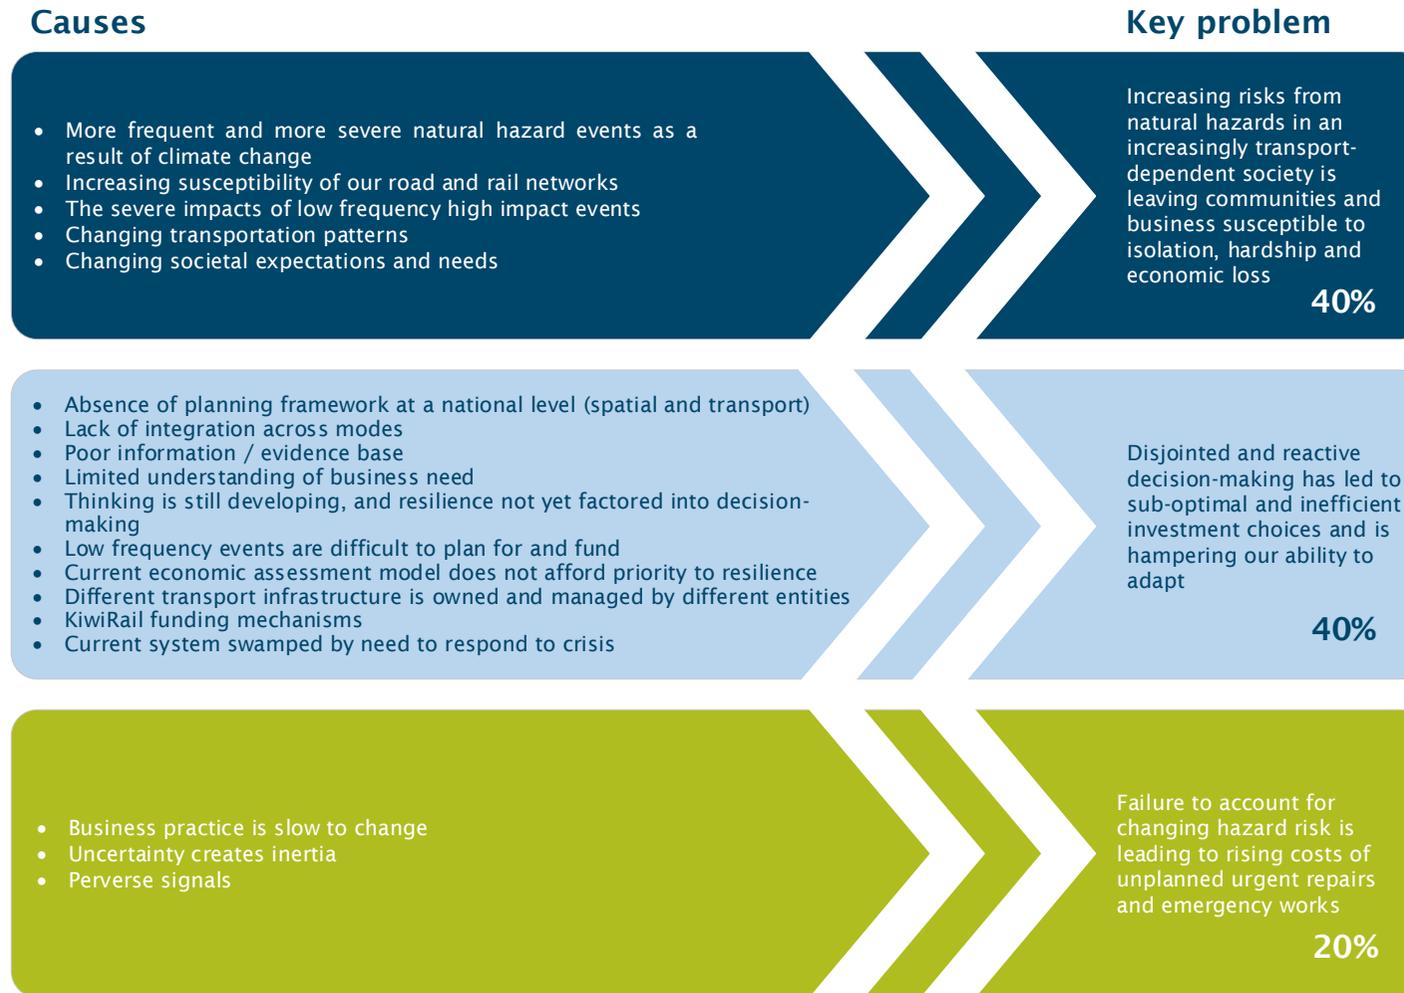 Causes
Key problem
• More frequent and more severe natural hazard events as a
result of climate change
• Increasing susceptibility of our road and rail networks
• The severe impacts of low frequency high impact events
• Changing transportation patterns
• Changing societal expectations and needs
Increasing risks from
natural hazards in an
increasingly transport-
dependent society is
leaving communities and
business susceptible to
isolation, hardship and
economic loss
40%
• Absence of planning framework at a national level (spatial and transport)
• Lack of integration across modes
• Poor information / evidence base
• Limited understanding of business need
• Thinking is still developing, and resilience not yet factored into decision-
making
• Low frequency events are difficult to plan for and fund
• Current economic assessment model does not afford priority to resilience
• Different transport infrastructure is owned and managed by different entities
• KiwiRail funding mechanisms
• Current system swamped by need to respond to crisis
Disjointed and reactive
decision-making has led to
sub-optimal and inefficient
investment choices and is
hampering our ability to
adapt
40%
• Business practice is slow to change
• Uncertainty creates inertia
• Perverse signals
Failure to account for
changing hazard risk is
leading to rising costs of
unplanned urgent repairs
and emergency works
20%